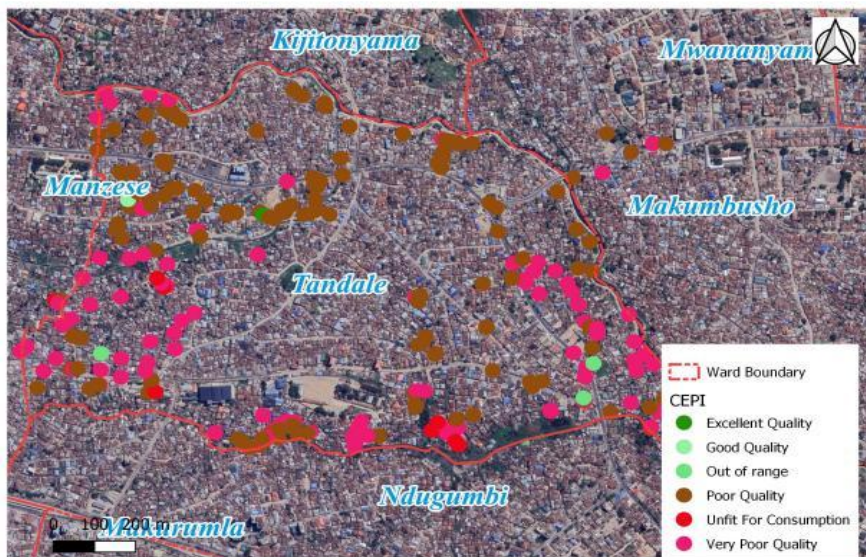 Kijitonyama
Mwananyam
Manzese
Makumbusho
Tandale
Ward Boundary
CEPI
Excellent Quality
Good Quality
Out of range
Poor Quality
Unfit For Consumption
Very Poor Quality
Ndugumbi
Makurumla
0 100 200 m